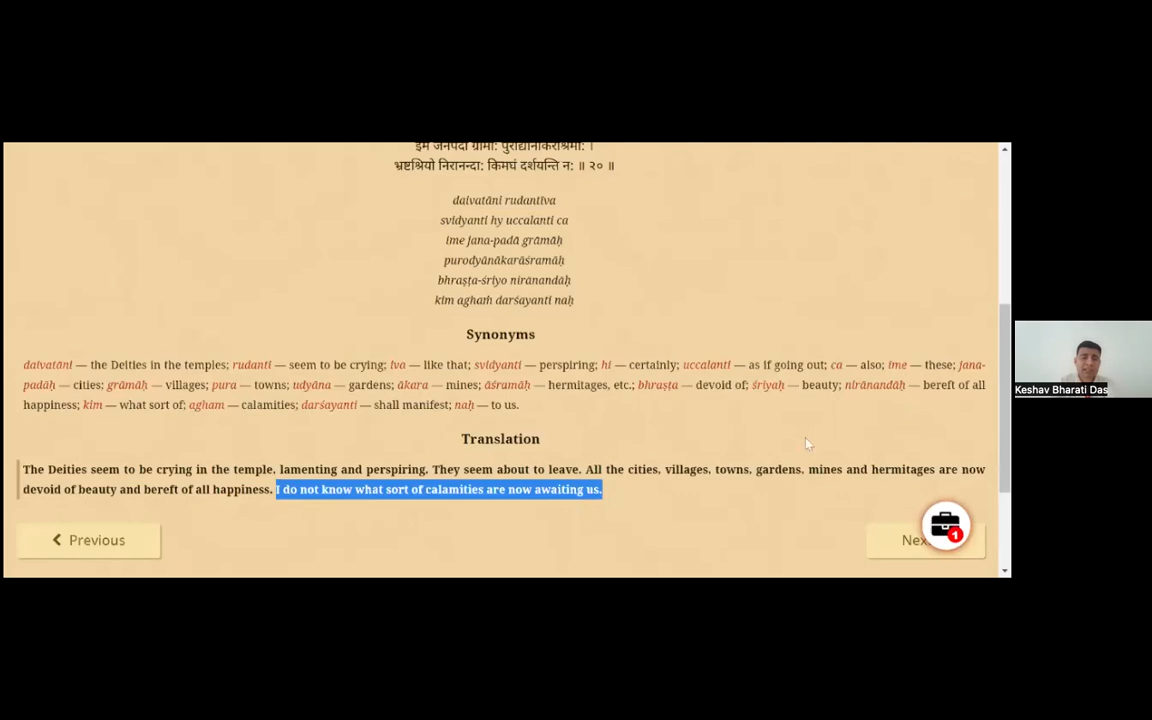 इमे जनपदा ग्रामा: पुरोद्यानाकराश्रमा: ।
भ्रष्टश्रियो निरानन्दा: किमघं दर्शयन्ति न: ॥ २० ॥
daivatāni rudantīva
svidyanti hy uccalanti ca
ime jana-padā grāmāḥ
purodyānākarāśramāḥ
bhraṣṭa-śriyo nirānandāḥ
kim aghaṁ darśayanti naḥ
Synonyms
daivatāni — the Deities in the temples; rudanti — seem to be crying; iva — like that; svidyanti — perspiring; hi — certainly; uccalanti — as if going out; ca — also; ime — these; jana-
padāḥ — cities; grāmāḥ — villages; pura — towns; udyāna — gardens; ākara — mines; āśramāḥ — hermitages, etc.; bhraṣṭa — devoid of; śriyaḥ — beauty; nirānandāḥ — bereft of all
happiness; kim — what sort of; agham — calamities; darśayanti — shall manifest; naḥ — to us.
Translation
The Deities seem to be crying in the temple, lamenting and perspiring. They seem about to leave. All the cities, villages, towns, gardens, mines and hermitages are now
devoid of beauty and bereft of all happiness. I do not know what sort of calamities are now awaiting us.
Previous
Nex
1
Keshav Bharati Das